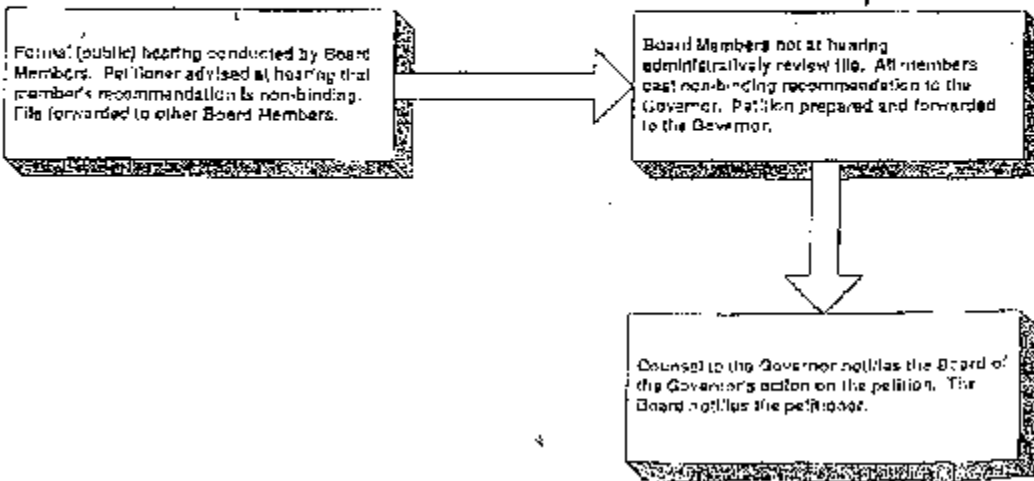 Formal (public) hearing conducted by Board
Members. Petitioner advised at hearing that
member's recommendation is non-binding.
File forwarded to other Board Members.
Board Members not at hearing
administratively review file. All members
cast non-binding recommendation to the
Governor. Petition prepared and forwarded
to the Governor.
Counsel to the Governor notifies the Board of
the Governor's action on the petition. The
Board notifies the petitioner.